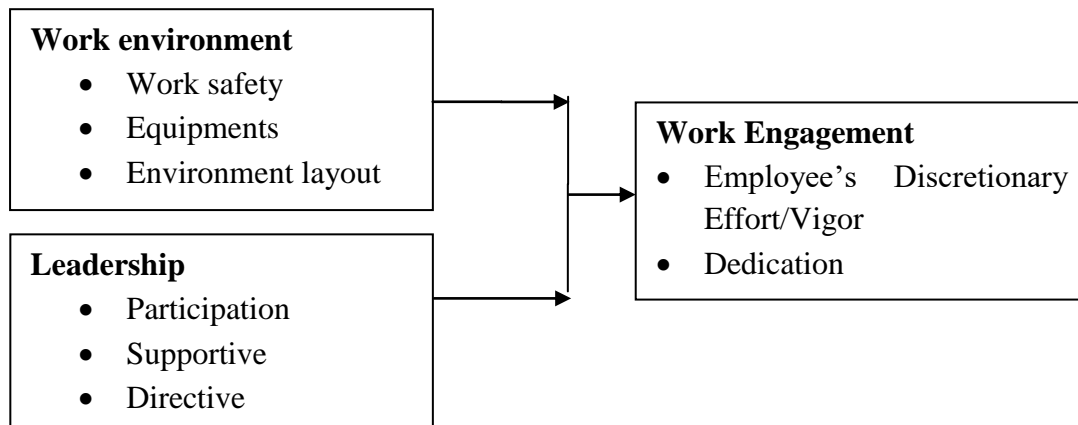 Work environment
• Work safety
• Equipments
• Environment layout
Leadership
• Participation
• Supportive
• Directive
Work Engagement
• Employee’s Discretionary
Effort/Vigor
• Dedication